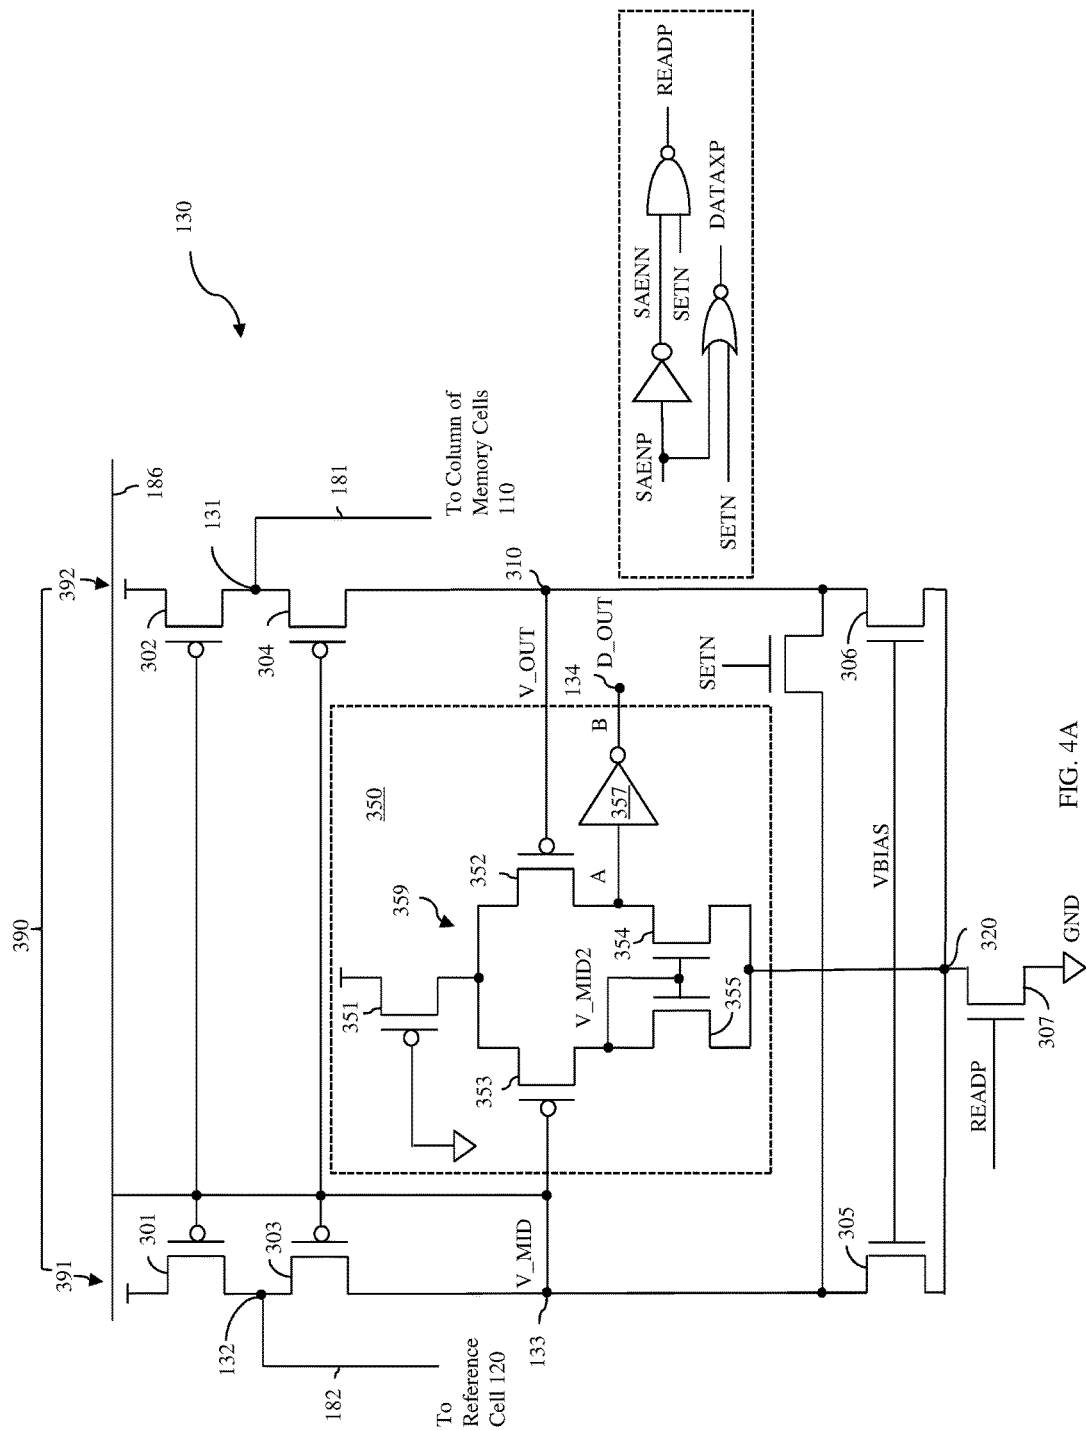 130
390
391
392
186
301
302
131
181
To Column of
Memory Cells
110
132
182
To
Reference
Cell 120
303
304
310
V_MID
133
V_OUT
350
351
359
353
352
V_MID2
A
357
B
134
D_OUT
354
355
SETN
305
306
VBIAS
320
READP
307
GND
SAENP
SAENN
SETN
READP
SETN
DATAXP
FIG. 4A